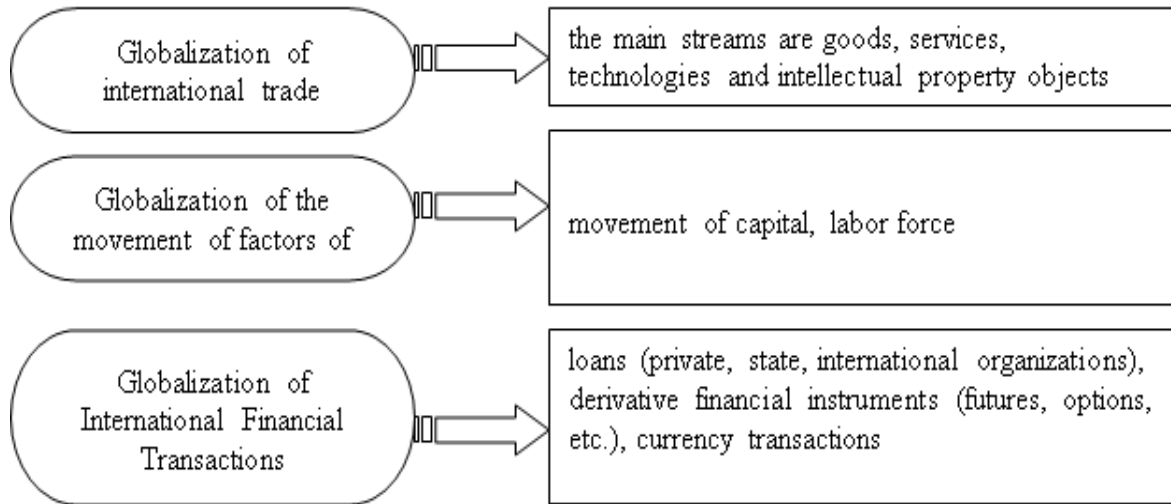 Globalization of
international trade
the main streams are goods, services,
technologies and intellectual property objects
Globalization of the
movement of factors of
movement of capital, labor force
Globalization of
International Financial
Transactions
loans (private, state, international organizations),
derivative financial instruments (futures, options,
etc.), currency transactions